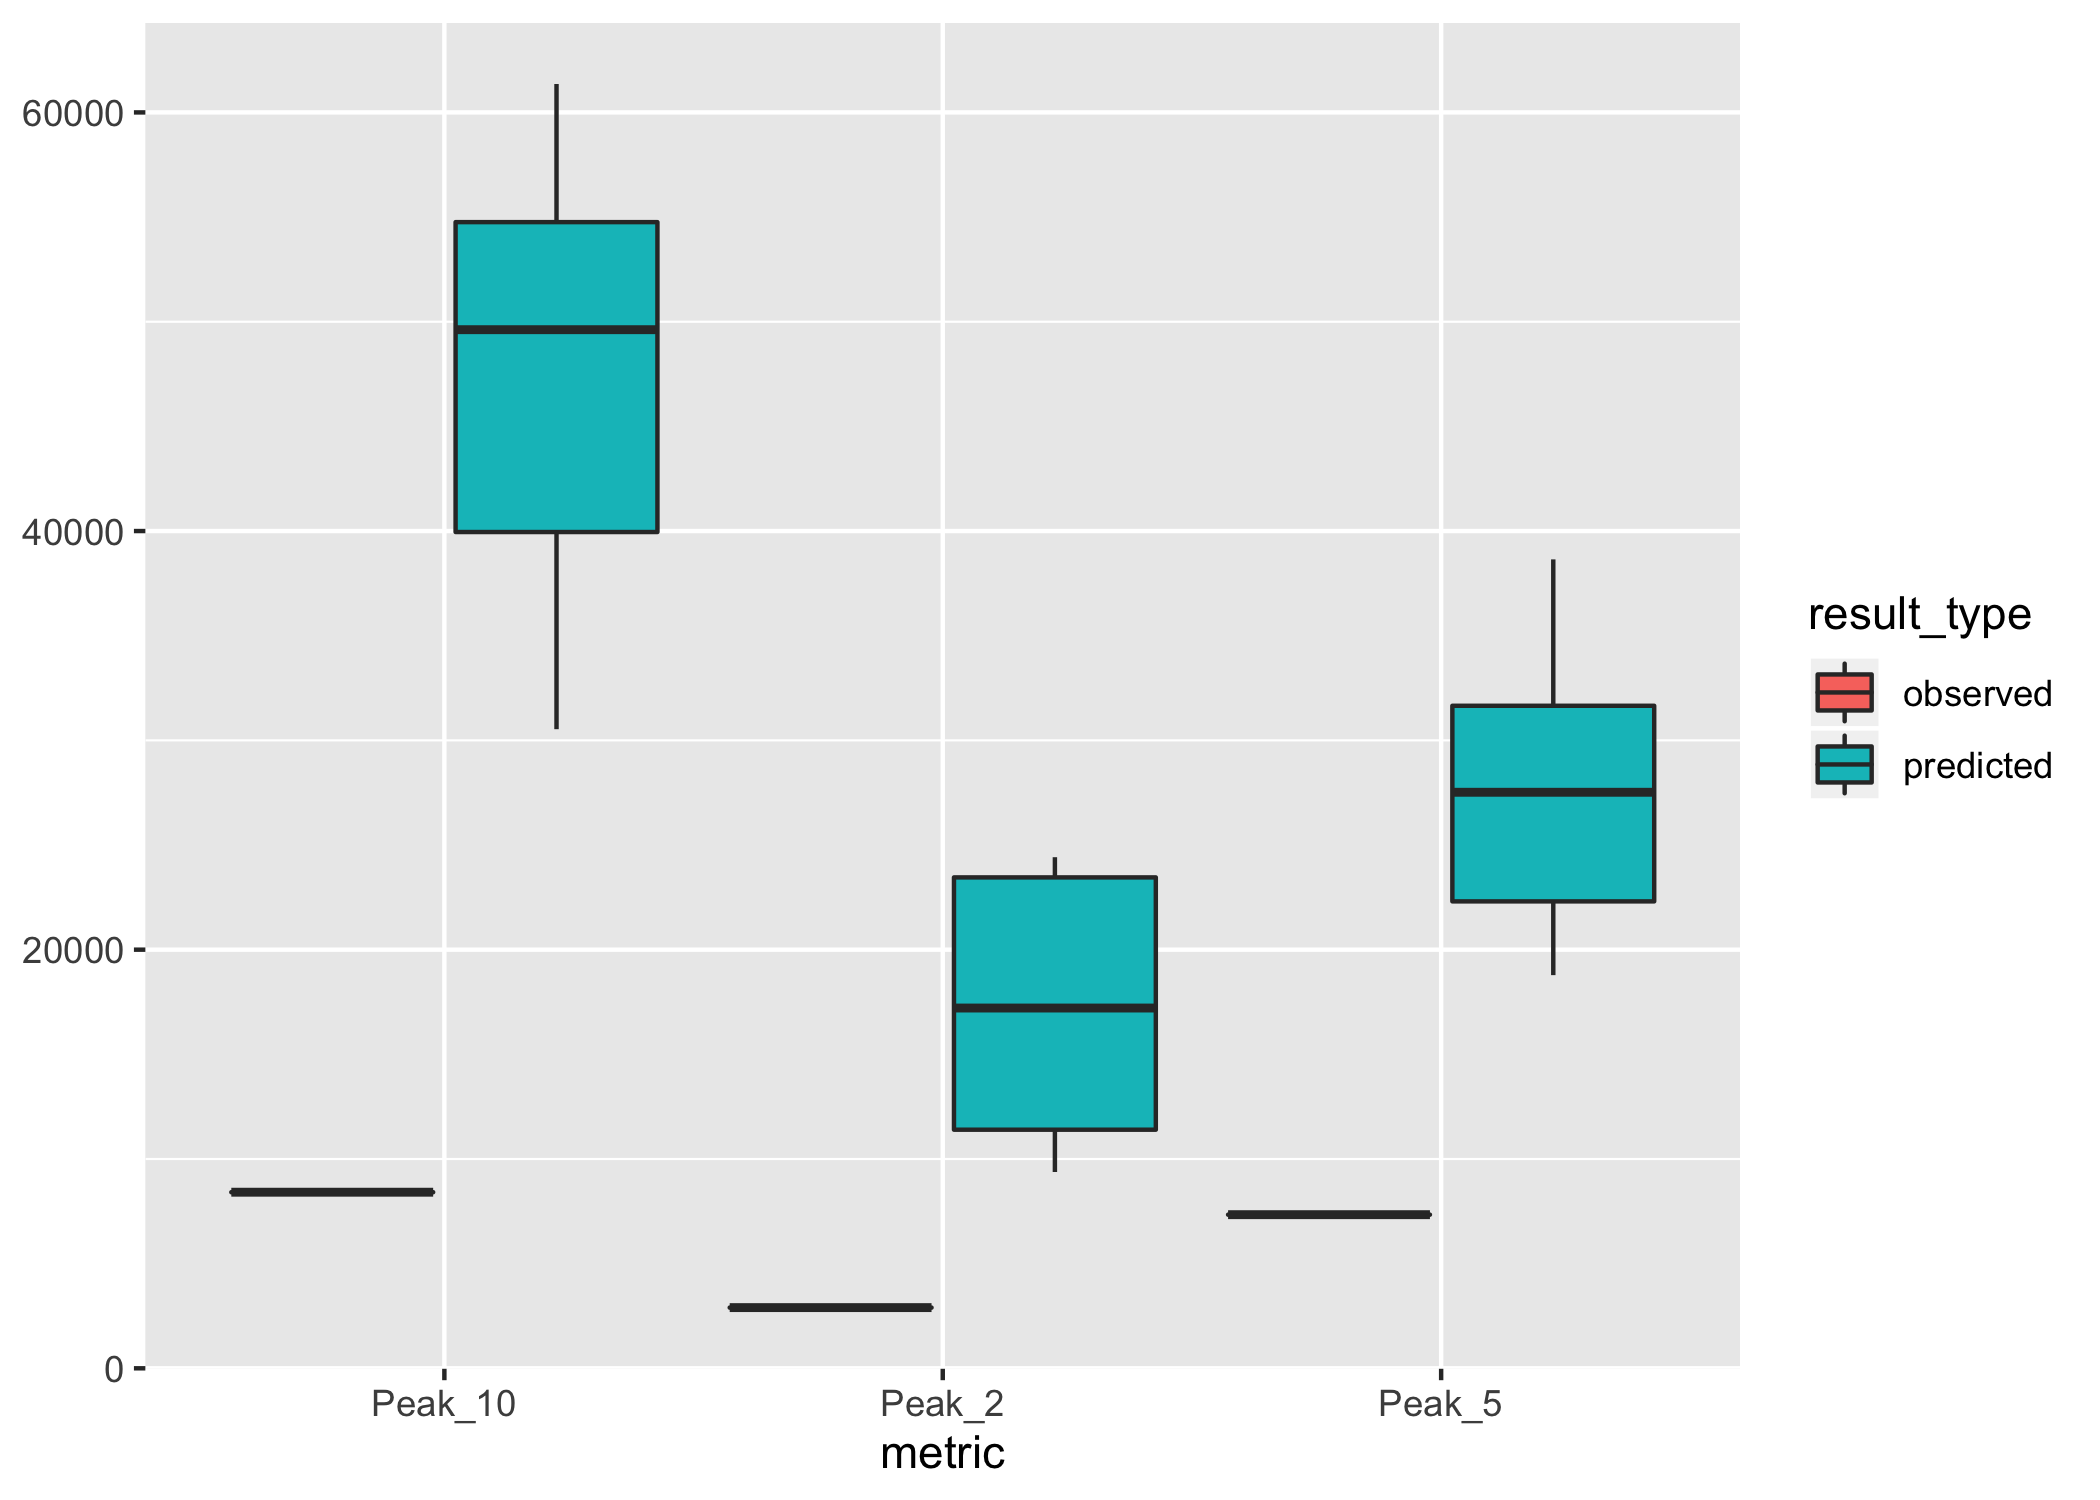 60000
40000
20000
0
Peak_10
Peak_2
Peak_5
metric
result_type
observed
predicted